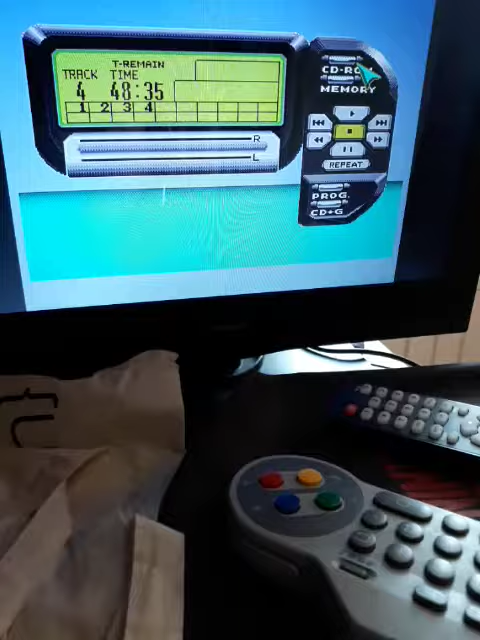 T-REMAIN
TRACK TIME
4 48:35
1 2 3 4
R
L
CD-ROM
MEMORY
REPEAT
PROG.
CD+G